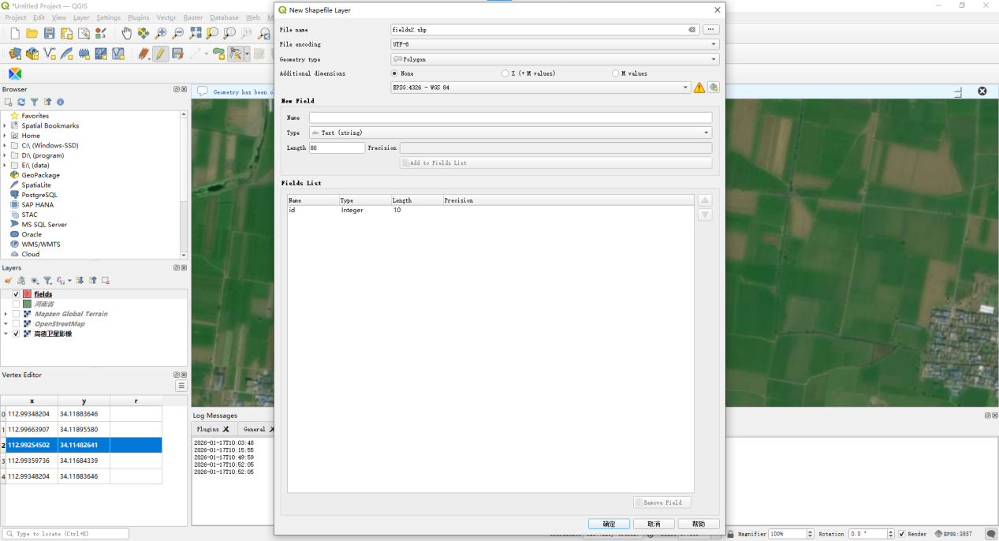 *Untitled Project — QGIS
Project Edit View Layer Settings Plugins Vector Raster Database Web
New Shapefile Layer
File name fields2.shp
File encoding UTF-8
Geometry type Polygon
Additional dimensions None Z (+ M values) M values
EPSG:4326 - WGS 84
New Field
Name
Type abc Text (string)
Length 80 Precision
Add to Fields List
Fields List
Name Type Length Precision
id Integer 10
Remove Field
确定 取消 帮助
Geometry has been
Browser
Favorites
Spatial Bookmarks
Home
C:\ (Windows-SSD)
D:\ (program)
E:\ (data)
GeoPackage
SpatiaLite
PostgreSQL
SAP HANA
STAC
MS SQL Server
Oracle
WMS/WMTS
Cloud
Layers
fields
河南省
Mapzen Global Terrain
OpenStreetMap
高德卫星影像
Vertex Editor
x y r
0 112.99348204 34.11883646
1 112.99663907 34.11895580
2 112.99254502 34.11482641
3 112.99359736 34.11684339
4 112.99348204 34.11883646
Log Messages
Plugins General
2026-01-17T10:03:48
2026-01-17T10:15:55
2026-01-17T10:49:59
2026-01-17T10:52:05
2026-01-17T10:52:05
Type to locate (Ctrl+K)
Magnifier 100% Rotation 0.0 ° Render EPSG:3857